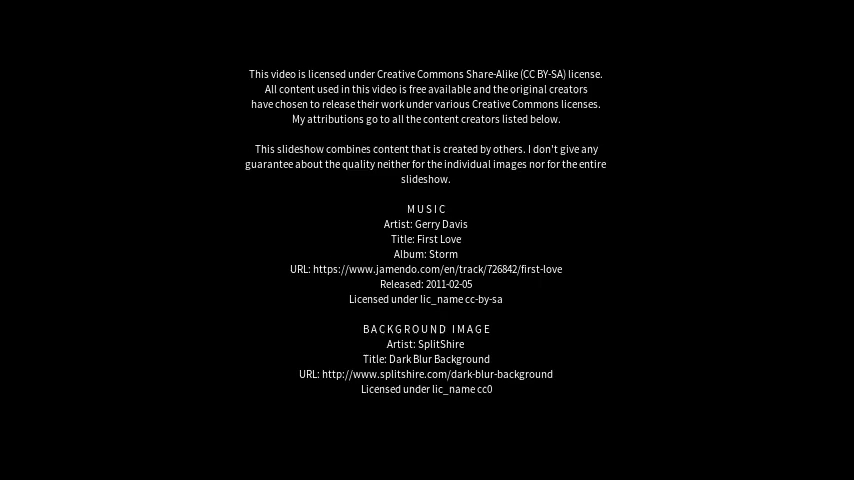 This video is licensed under Creative Commons Share-Alike (CC BY-SA) license.
All content used in this video is free available and the original creators
have chosen to release their work under various Creative Commons licenses.
My attributions go to all the content creators listed below.
This slideshow combines content that is created by others. I don't give any
guarantee about the quality neither for the individual images nor for the entire
slideshow.
MUSIC
Artist: Gerry Davis
Title: First Love
Album: Storm
URL: https://www.jamendo.com/en/track/726842/first-love
Released: 2011-02-05
Licensed under lic_name cc-by-sa
BACKGROUND IMAGE
Artist: SplitShire
Title: Dark Blur Background
URL: http://www.splitshire.com/dark-blur-background
Licensed under lic_name cc0